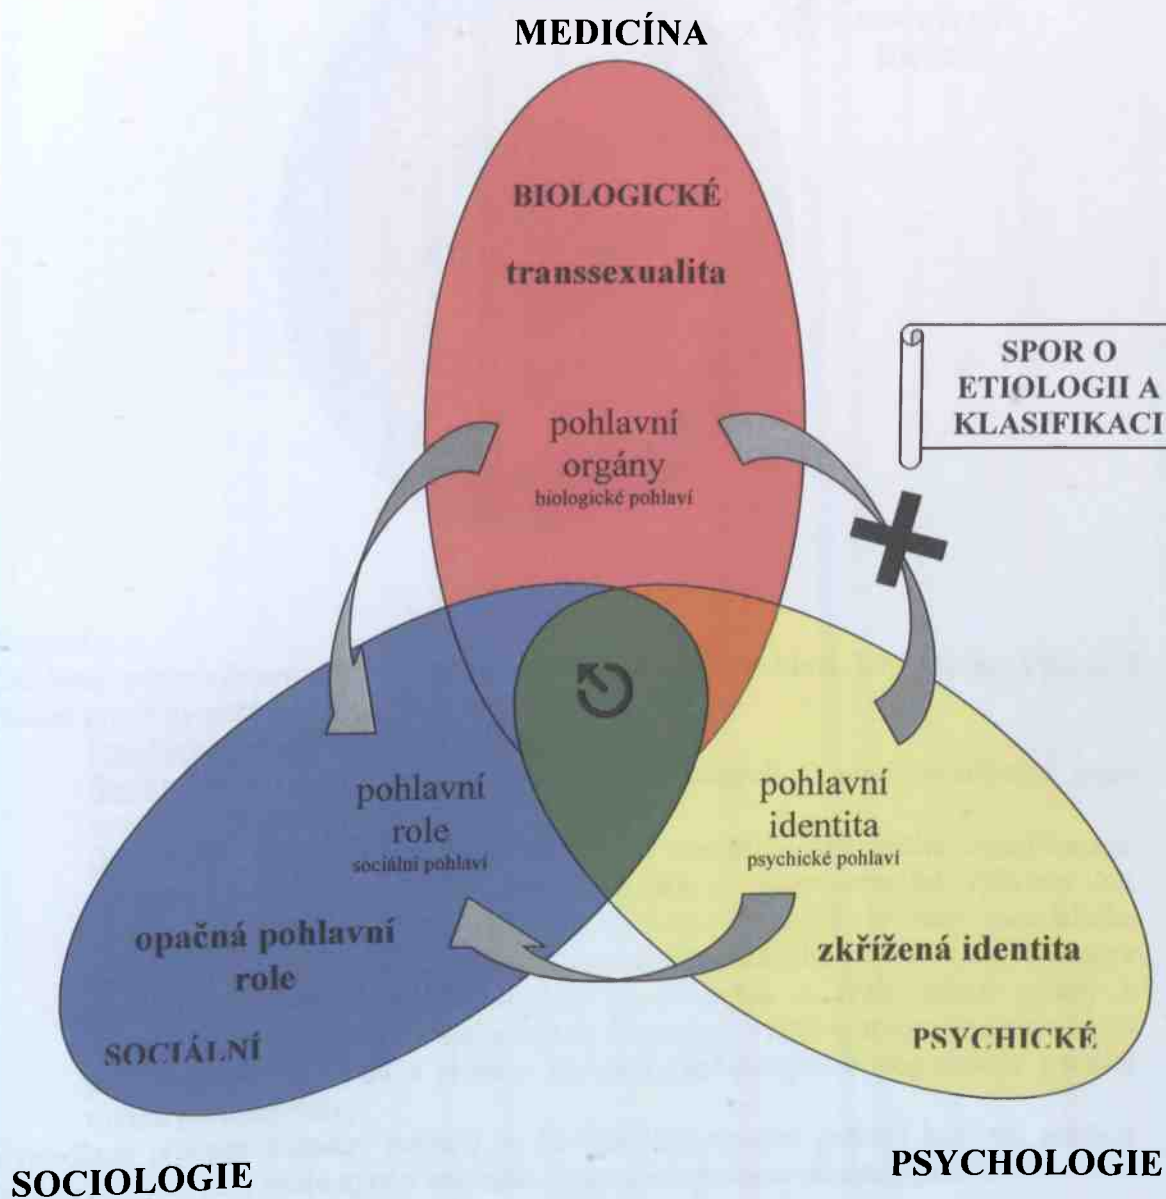 MEDICÍNA
BIOLOGICKÉ
transsexualita
SPOR O
ETIOLOGII A
KLASIFIKACI
pohlavní
orgány
biologické pohlaví
pohlavní
role
sociální pohlaví
pohlavní
identita
psychické pohlaví
opačná pohlavní
role
zkřížená identita
SOCIÁLNÍ
PSYCHICKÉ
SOCIOLOGIE
PSYCHOLOGIE